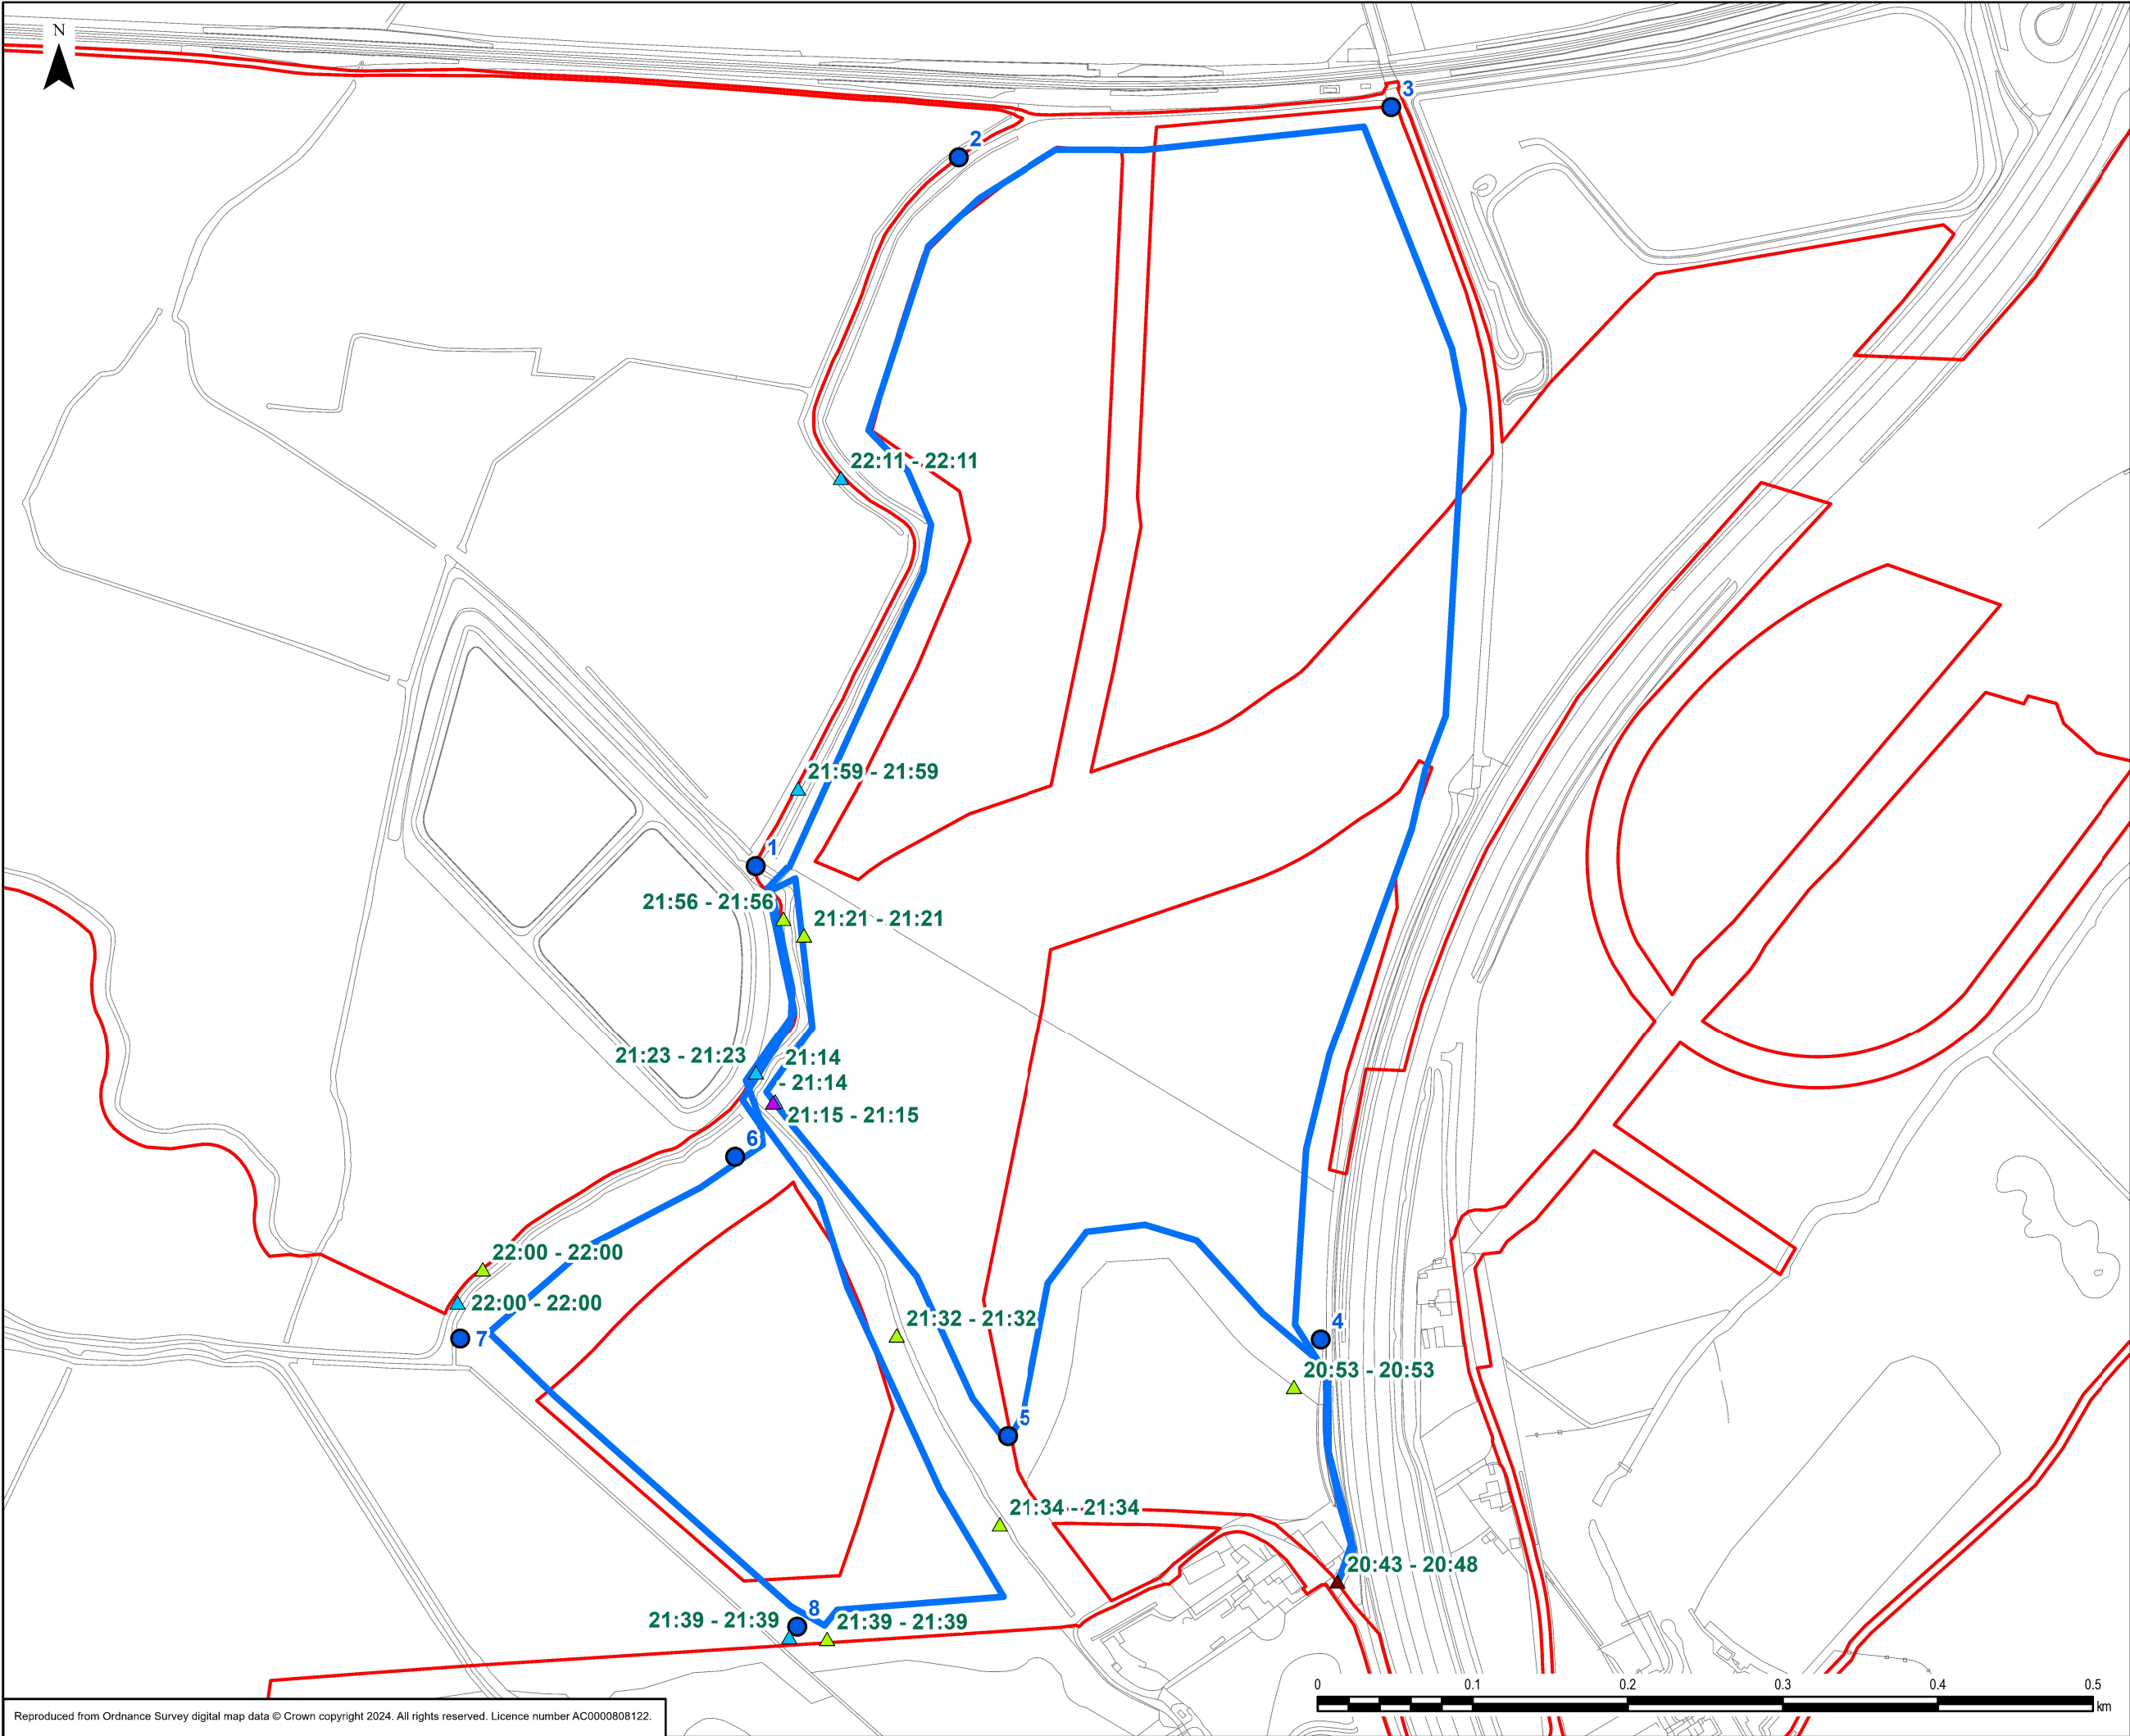 N
3
2
22:11 - 22:11
21:59 - 21:59
1
21:56 - 21:56
21:21 - 21:21
21:23 - 21:23
21:14
- 21:14
21:15 - 21:15
6
22:00 - 22:00
22:00 - 22:00
7
21:32 - 21:32
4
20:53 - 20:53
5
21:34 - 21:34
20:43 - 20:48
8
21:39 - 21:39
21:39 - 21:39
0 0.1 0.2 0.3 0.4 0.5
km
Reproduced from Ordnance Survey digital map data © Crown copyright 2024. All rights reserved. Licence number AC0000808122.